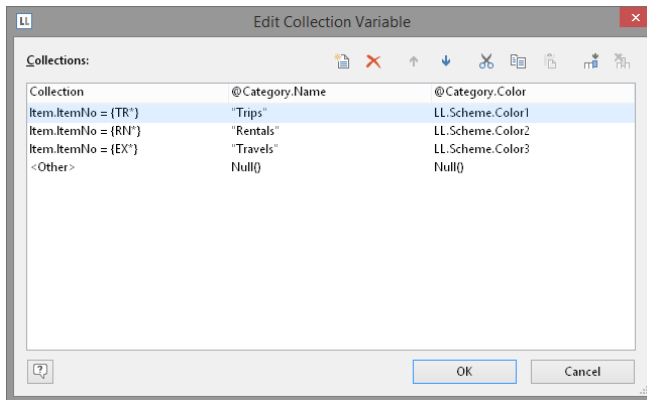 LL Edit Collection Variable
Collections:
Collection @Category.Name @Category.Color
Item.ItemNo = {TR*} "Trips" LL.Scheme.Color1
Item.ItemNo = {RN*} "Rentals" LL.Scheme.Color2
Item.ItemNo = {EX*} "Travels" LL.Scheme.Color3
<Other> Null() Null()
OK Cancel